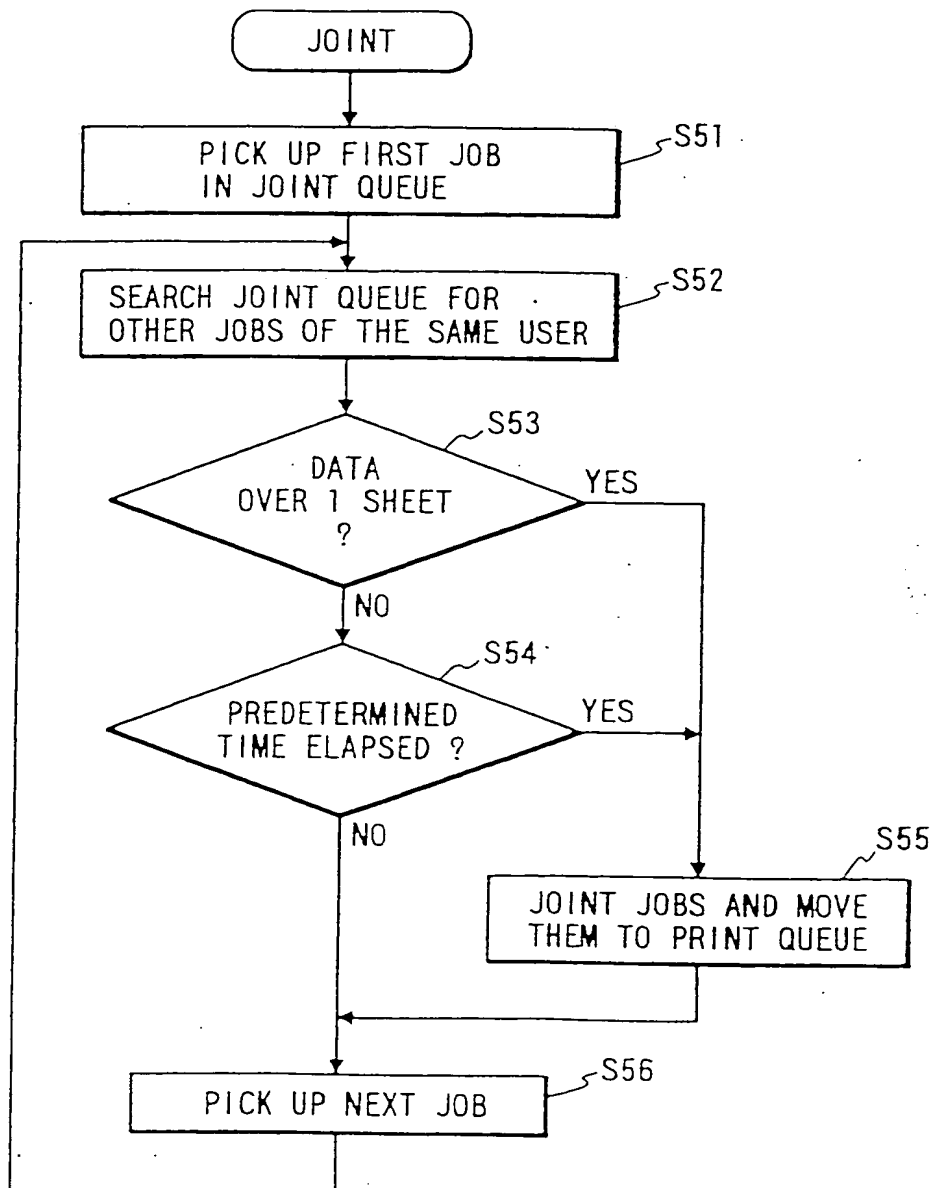 JOINT
PICK UP FIRST JOB
IN JOINT QUEUE
S51
SEARCH JOINT QUEUE FOR
OTHER JOBS OF THE SAME USER
S52
DATA
OVER 1 SHEET
?
S53
YES
NO
PREDETERMINED
TIME ELAPSED ?
S54
YES
NO
JOINT JOBS AND MOVE
THEM TO PRINT QUEUE
S55
PICK UP NEXT JOB
S56